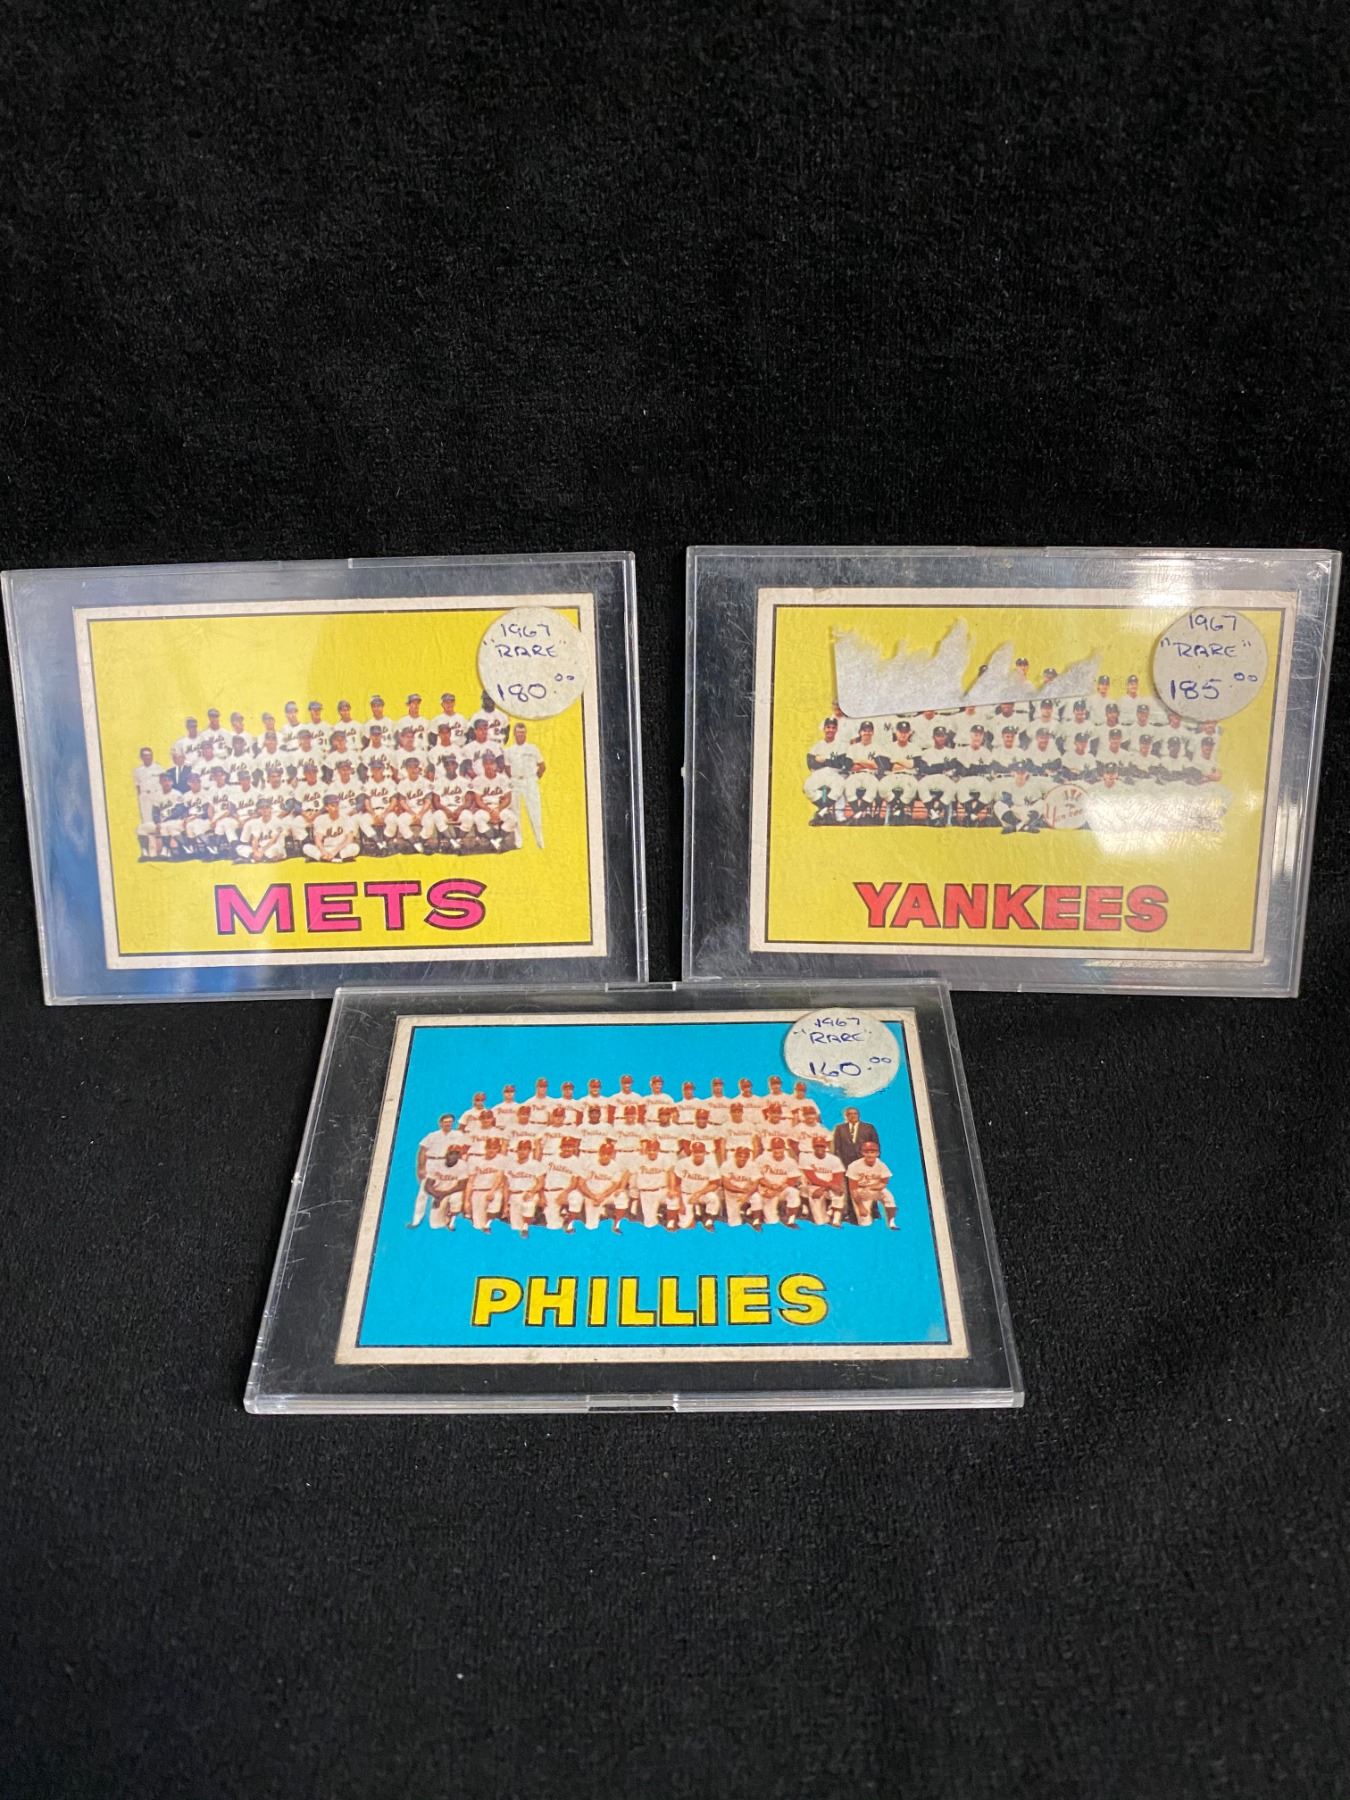 1967
"RARE"
180.00
METS
1967
"RARE"
185.00
YANKEES
1967
"RARE"
160.00
PHILLIES